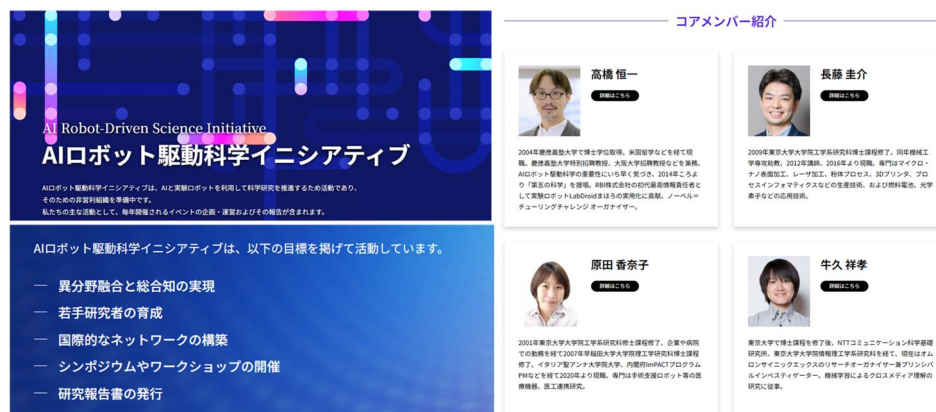 AI Robot-Driven Science Initiative
AIロボット駆動科学イニシアティブ
AIロボット駆動科学イニシアティブは、AIと実験ロボットを利用して科学研究を推進するため活動であり、
そのための非営利組織を準備中です。
私たちの主な活動として、毎年開催されるイベントの企画・運営およびその報告が含まれます。
AIロボット駆動科学イニシアティブは、以下の目標を掲げて活動しています。
— 異分野融合と総合知の実現
— 若手研究者の育成
— 国際的なネットワークの構築
— シンポジウムやワークショップの開催
— 研究報告書の発行
コアメンバー紹介
高橋 恒一
詳細はこちら
2004年慶應義塾大学で博士学位取得。米国留学などを経て現
職。慶應義塾大学特別招聘教授、大阪大学招聘教授などを兼務。
AIロボット駆動科学の重要性にいち早く気づき、2014年ころよ
り「第五の科学」を提唱。RBI株式会社の初代最高情報責任者と
して実験ロボットLabDroidまほろの実用化に貢献。ノーベル＝
チューリングチャレンジ オーガナイザー。
長藤 圭介
詳細はこちら
2009年東京大学大学院工学系研究科博士課程修了。同年機械工
学専攻助教、2012年講師、2016年より現職。専門はマイクロ・
ナノ表面加工、レーザ加工、粉体プロセス、3Dプリンタ、プロ
セスインフォマティクスなどの生産技術、および燃料電池、光学
素子などの応用技術。
原田 香奈子
詳細はこちら
2001年東京大学大学院工学系研究科修士課程修了、企業や病院
での勤務を経て2007年早稲田大学大学院理工学研究科博士課程
修了。イタリア聖アンナ大学院大学、内閣府ImPACTプログラム
PMなどを経て2020年より現職。専門は手術支援ロボット等の医
療機器、医工連携研究。
牛久 祥孝
詳細はこちら
東京大学で博士課程を修了後、NTTコミュニケーション科学基礎
研究所、東京大学大学院情報理工学系研究科を経て、現在はオム
ロンサイニックエックスのリサーチオーガナイザー兼プリンシパ
ルインベスティゲーター。機械学習によるクロスメディア理解の
研究に従事。